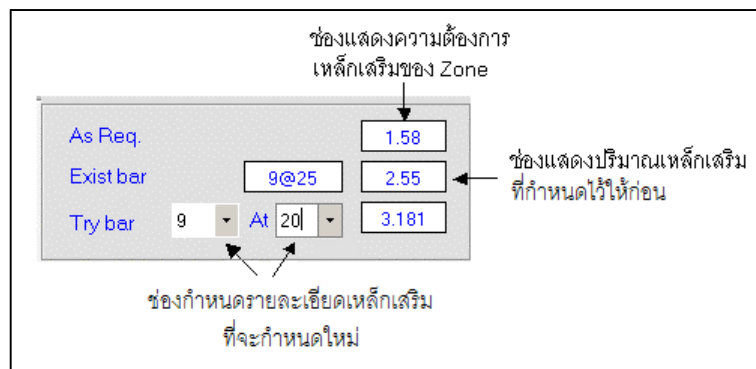 ช่องแสดงความต้องการ
เหล็กเสริมของ Zone
As Req. 1.58
Exist bar 9@25 2.55
ช่องแสดงปริมาณเหล็กเสริม
ที่กำหนดไว้ให้ก่อน
Try bar 9 At 20 3.181
ช่องกำหนดรายละเอียดเหล็กเสริม
ที่จะกำหนดใหม่